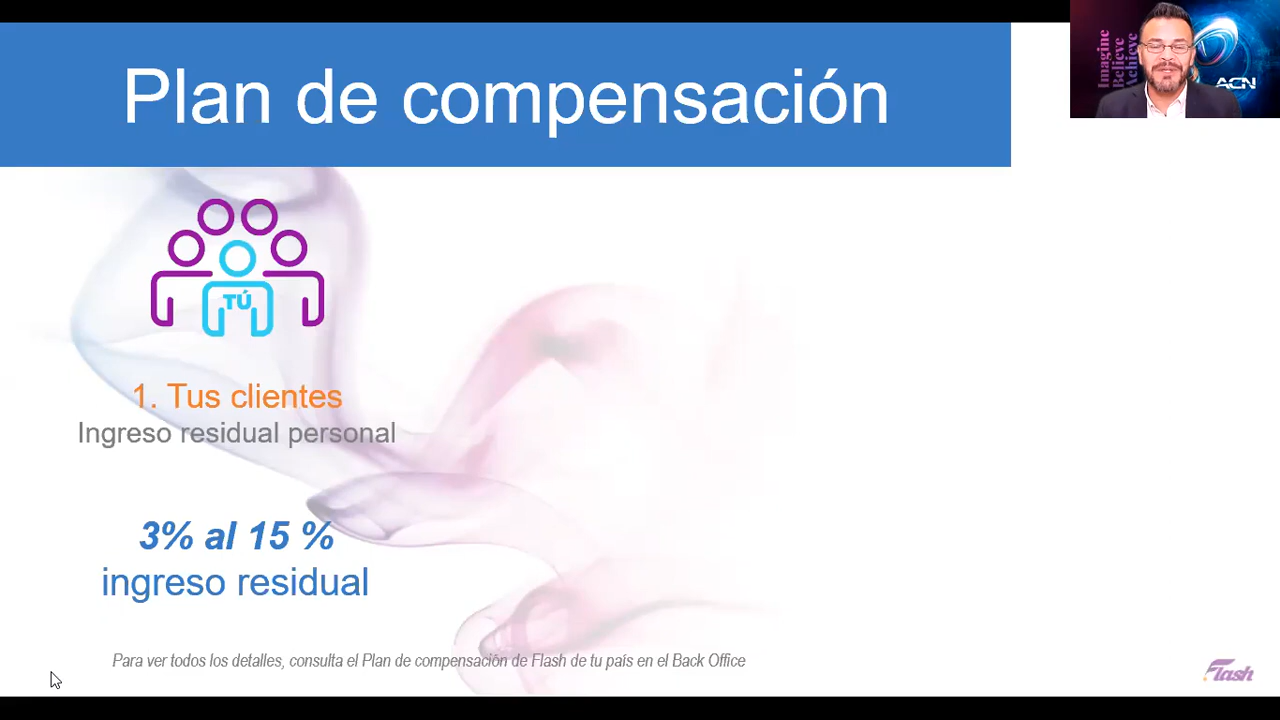 Plan de compensación
Imagine
Believe
Achieve
ACN
TÚ
1. Tus clientes
Ingreso residual personal
3% al 15 %
ingreso residual
Para ver todos los detalles, consulta el Plan de compensación de Flash de tu país en el Back Office
Flash